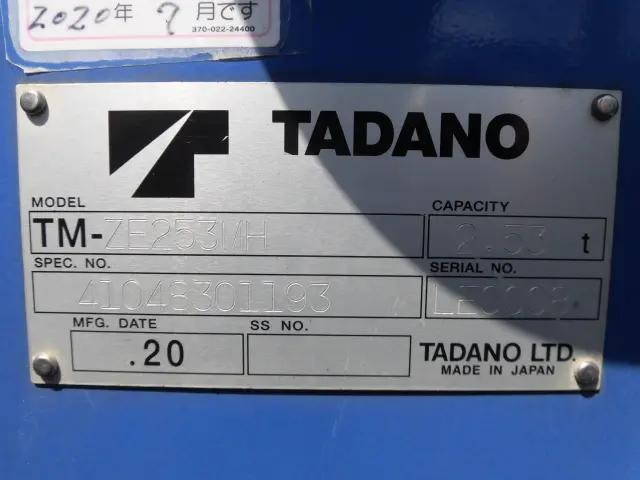 2020年 7月です
370-022-24400
TADANO
MODEL
TM-ZE253MH
CAPACITY
2.53 t
SPEC. NO.
41048301193
SERIAL NO.
MFG. DATE
.20
SS NO.
TADANO LTD.
MADE IN JAPAN